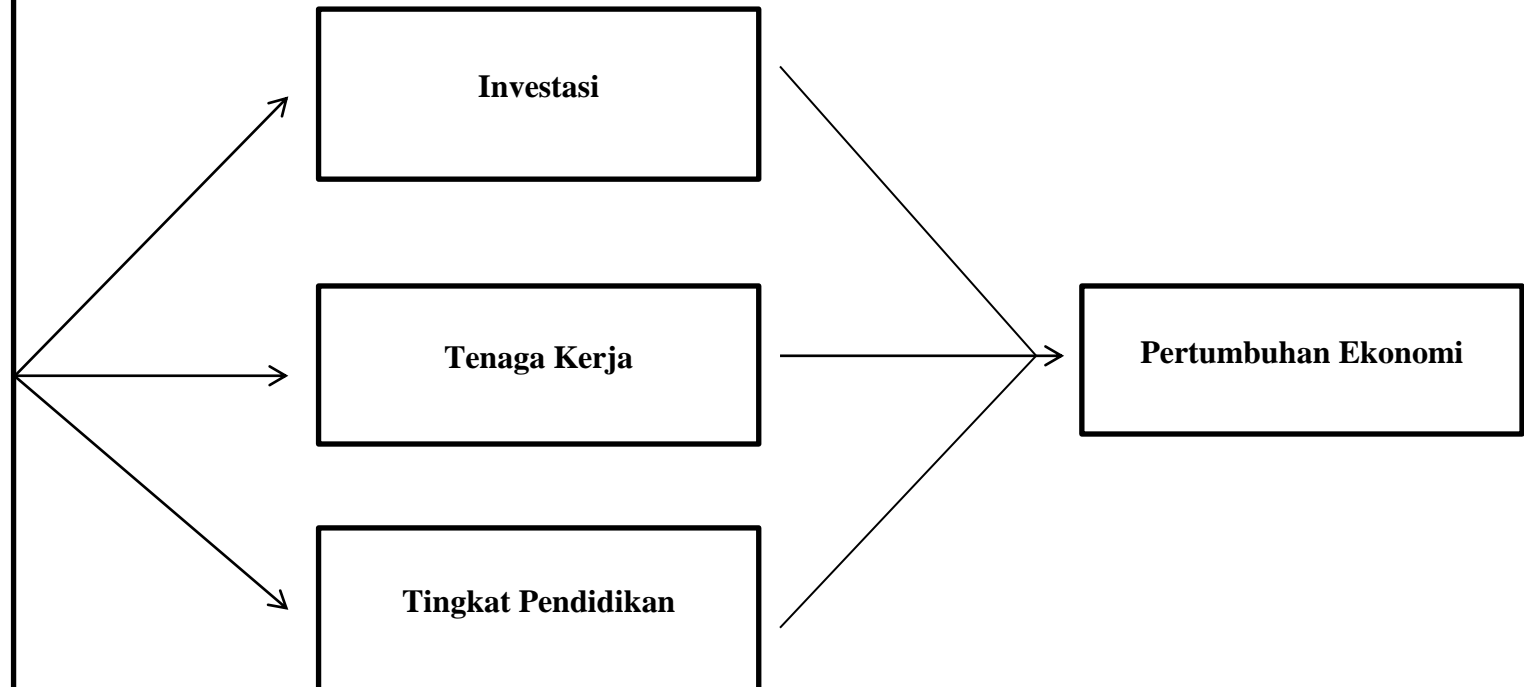 Investasi
Tenaga Kerja
Pertumbuhan Ekonomi
Tingkat Pendidikan